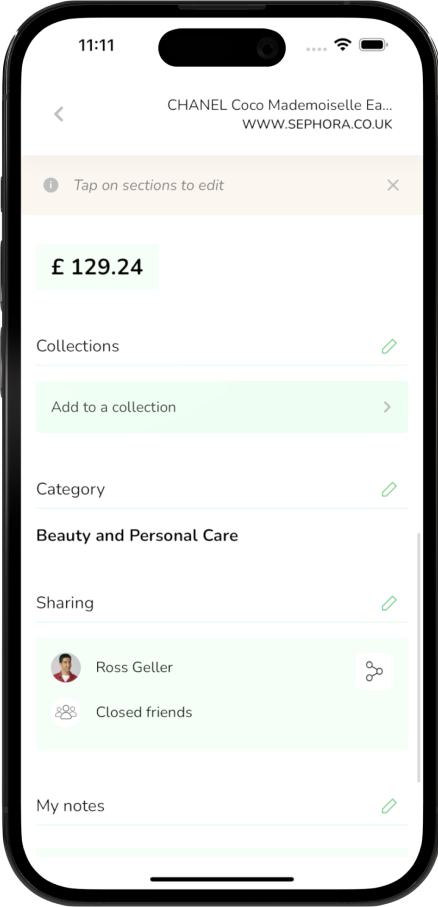 11:11
CHANEL Coco Mademoiselle Ea...
WWW.SEPHORA.CO.UK
Tap on sections to edit
£ 129.24
Collections
Add to a collection
Category
Beauty and Personal Care
Sharing
Ross Geller
Closed friends
My notes